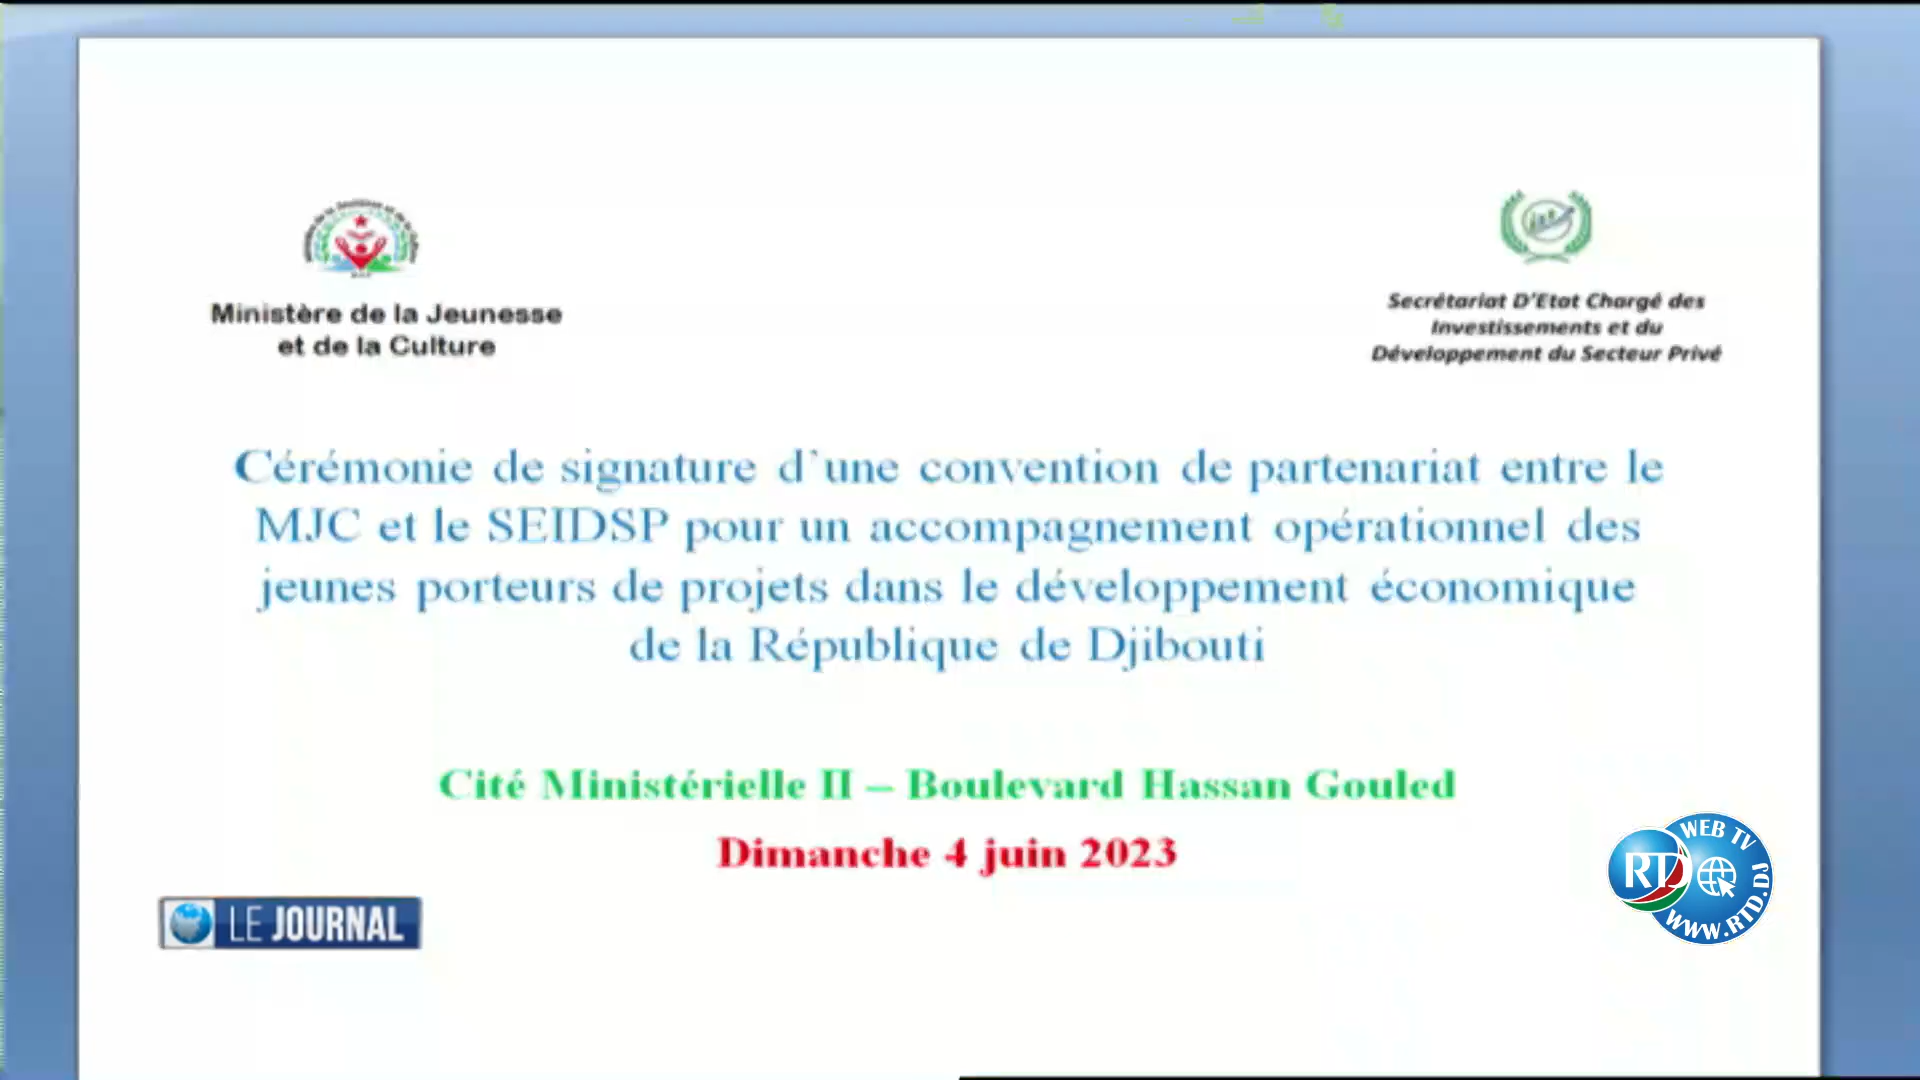 Ministère de la Jeunesse
et de la Culture
Secrétariat D'Etat Chargé des
Investissements et du
Développement du Secteur Privé
Cérémonie de signature d`une convention de partenariat entre le
MJC et le SEIDSP pour un accompagnement opérationnel des
jeunes porteurs de projets dans le développement économique
de la République de Djibouti
Cité Ministérielle II – Boulevard Hassan Gouled
Dimanche 4 juin 2023
LE JOURNAL
WEB TV
RTD
WWW.RTD.DJ